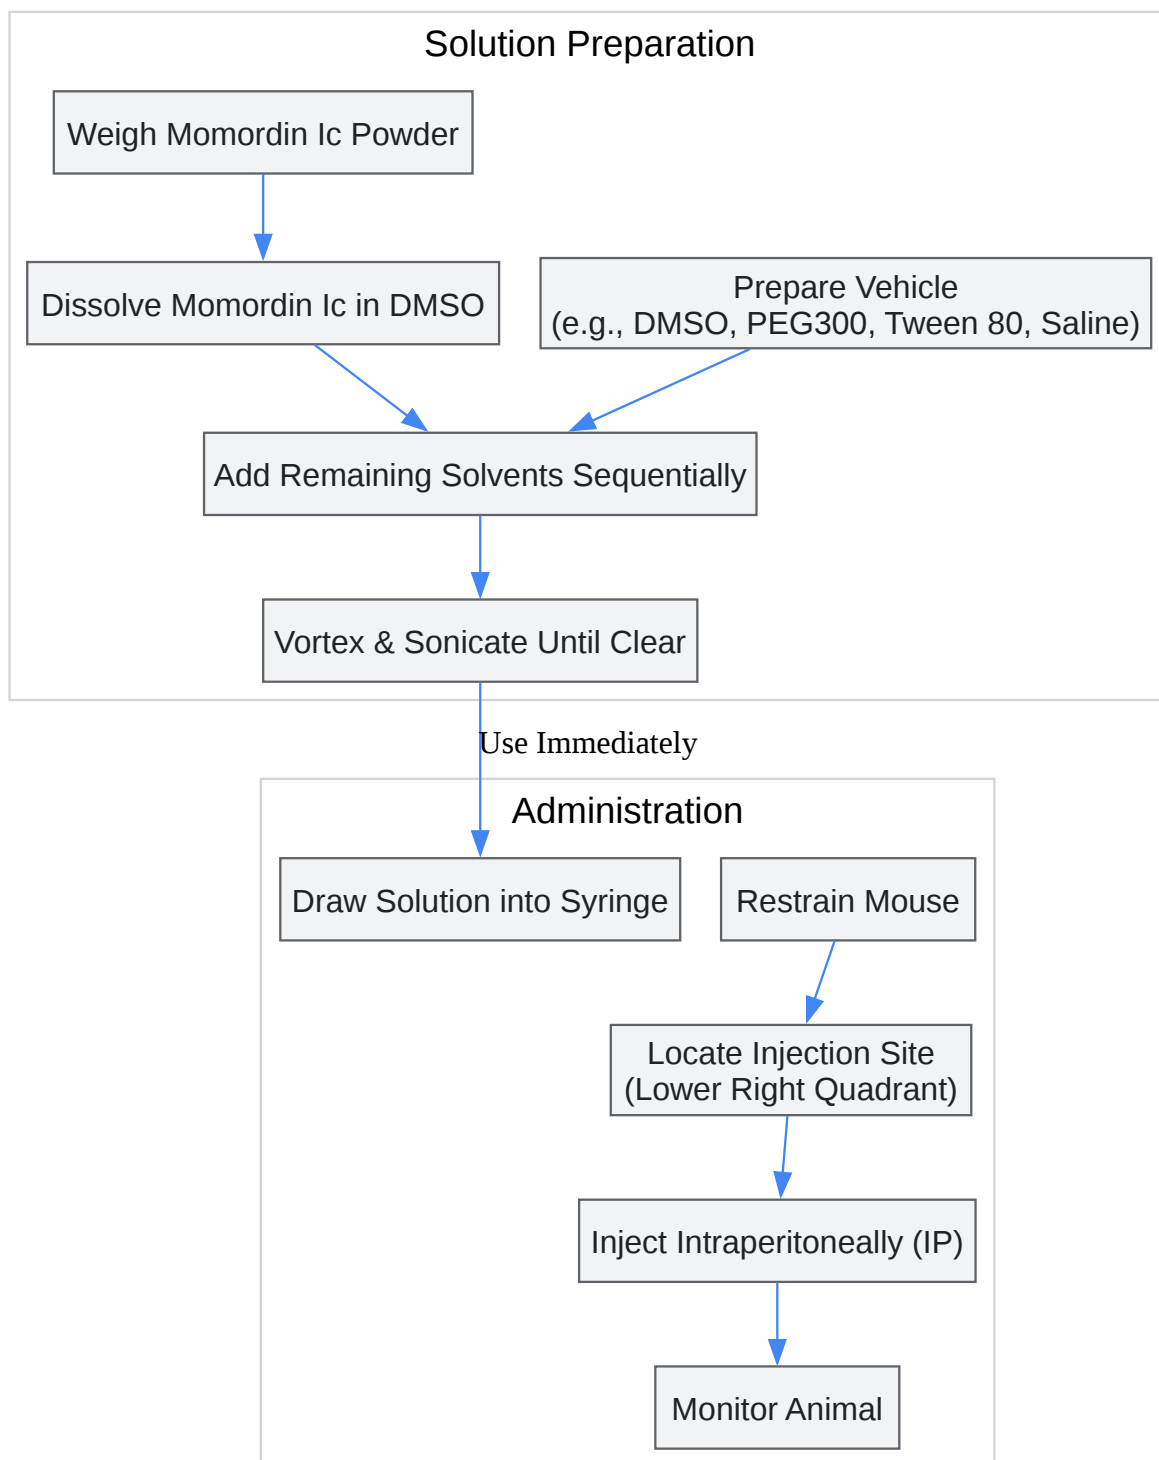 Solution Preparation
Weigh Momordin Ic Powder
Dissolve Momordin Ic in DMSO
Prepare Vehicle
(e.g., DMSO, PEG300, Tween 80, Saline)
Add Remaining Solvents Sequentially
Vortex & Sonicate Until Clear
Use Immediately
Administration
Draw Solution into Syringe
Restrain Mouse
Locate Injection Site
(Lower Right Quadrant)
Inject Intraperitoneally (IP)
Monitor Animal